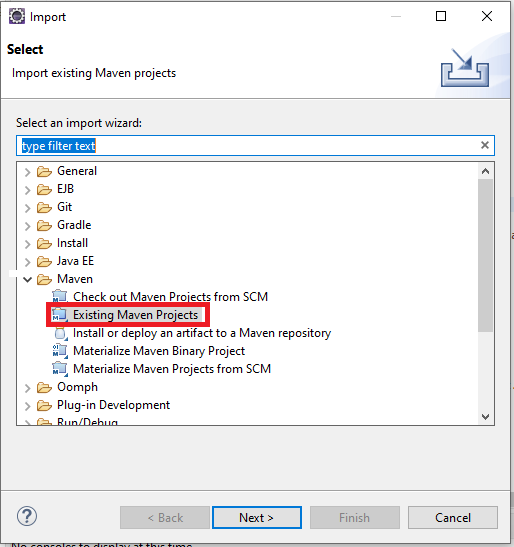 Import
Select
Import existing Maven projects
Select an import wizard:
type filter text
General
EJB
Git
Gradle
Install
Java EE
Maven
Check out Maven Projects from SCM
Existing Maven Projects
Install or deploy an artifact to a Maven repository
Materialize Maven Binary Project
Materialize Maven Projects from SCM
Oomph
Plug-in Development
Run/Debug
< Back
Next >
Finish
Cancel
No consoles to display at this time.